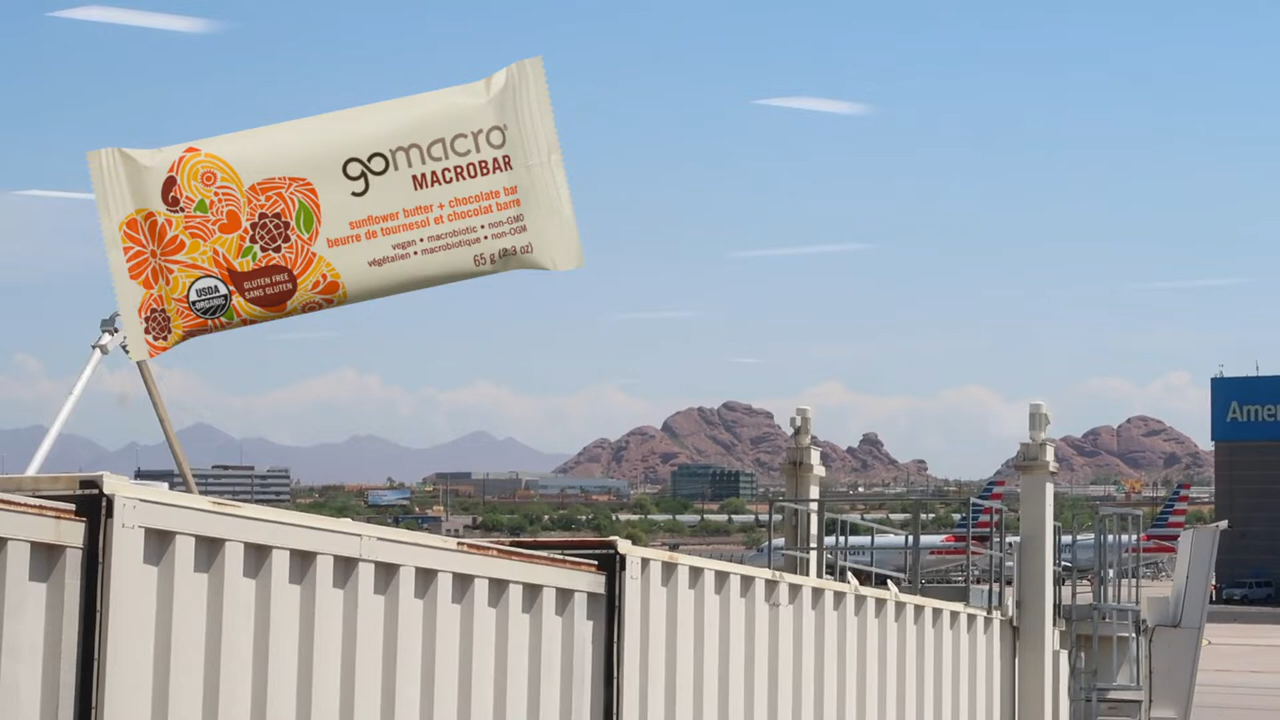 gomacro®
MACROBAR
sunflower butter + chocolate bar
beurre de tournesol et chocolat barre
vegan • macrobiotic • non-GMO
végétalien • macrobiotique • non-OGM
65 g (2.3 oz)
GLUTEN FREE
SANS GLUTEN
USDA
ORGANIC
Amer